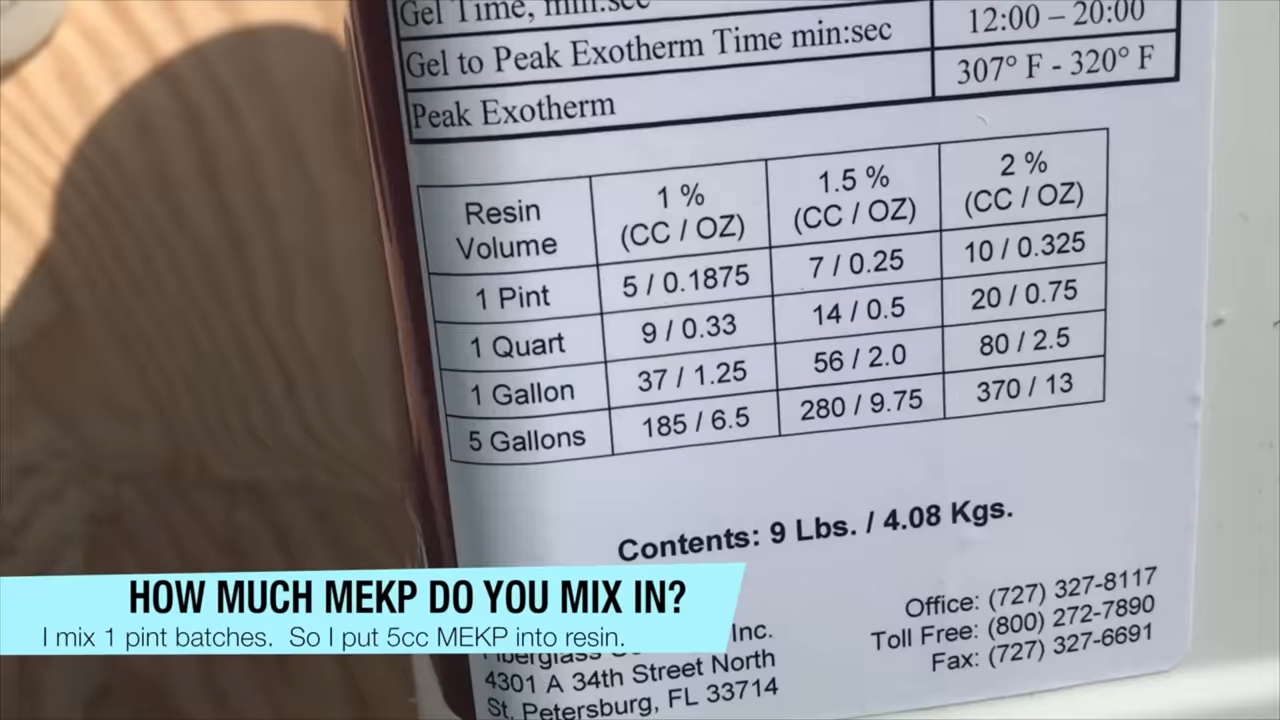 Gel Time, min:sec
Gel to Peak Exotherm Time min:sec 12:00 – 20:00
Peak Exotherm 307° F - 320° F
Resin Volume 1 % (CC / OZ) 1.5 % (CC / OZ) 2 % (CC / OZ)
1 Pint 5 / 0.1875 7 / 0.25 10 / 0.325
1 Quart 9 / 0.33 14 / 0.5 20 / 0.75
1 Gallon 37 / 1.25 56 / 2.0 80 / 2.5
5 Gallons 185 / 6.5 280 / 9.75 370 / 13
Contents: 9 Lbs. / 4.08 Kgs.
HOW MUCH MEKP DO YOU MIX IN?
I mix 1 pint batches. So I put 5cc MEKP into resin.
Fiberglass Inc.
4301 A 34th Street North
St. Petersburg, FL 33714
Office: (727) 327-8117
Toll Free: (800) 272-7890
Fax: (727) 327-6691